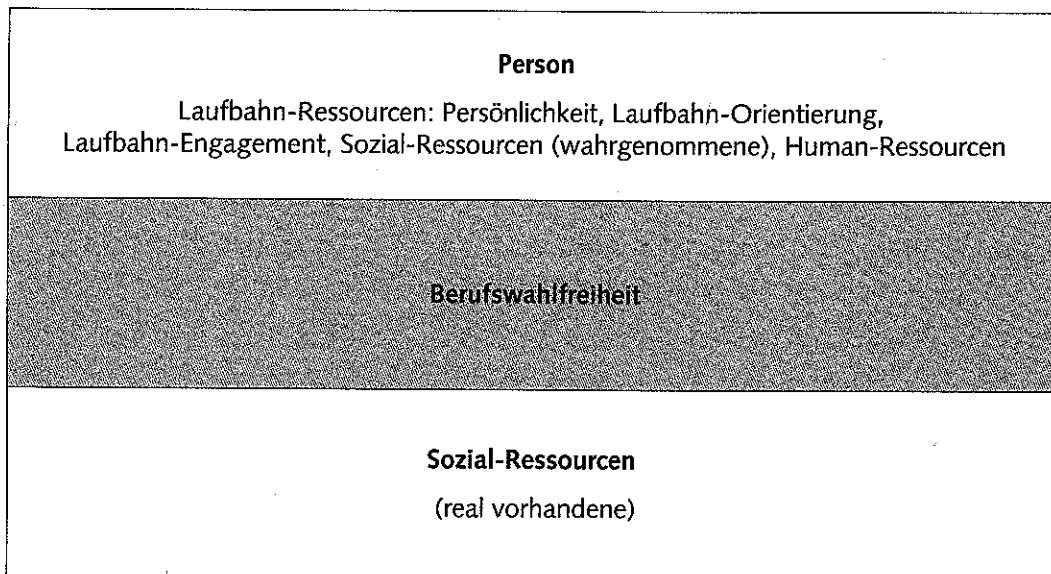 Person
Laufbahn-Ressourcen: Persönlichkeit, Laufbahn-Orientierung,
Laufbahn-Engagement, Sozial-Ressourcen (wahrgenommene), Human-Ressourcen
Berufswahlfreiheit
Sozial-Ressourcen
(real vorhandene)